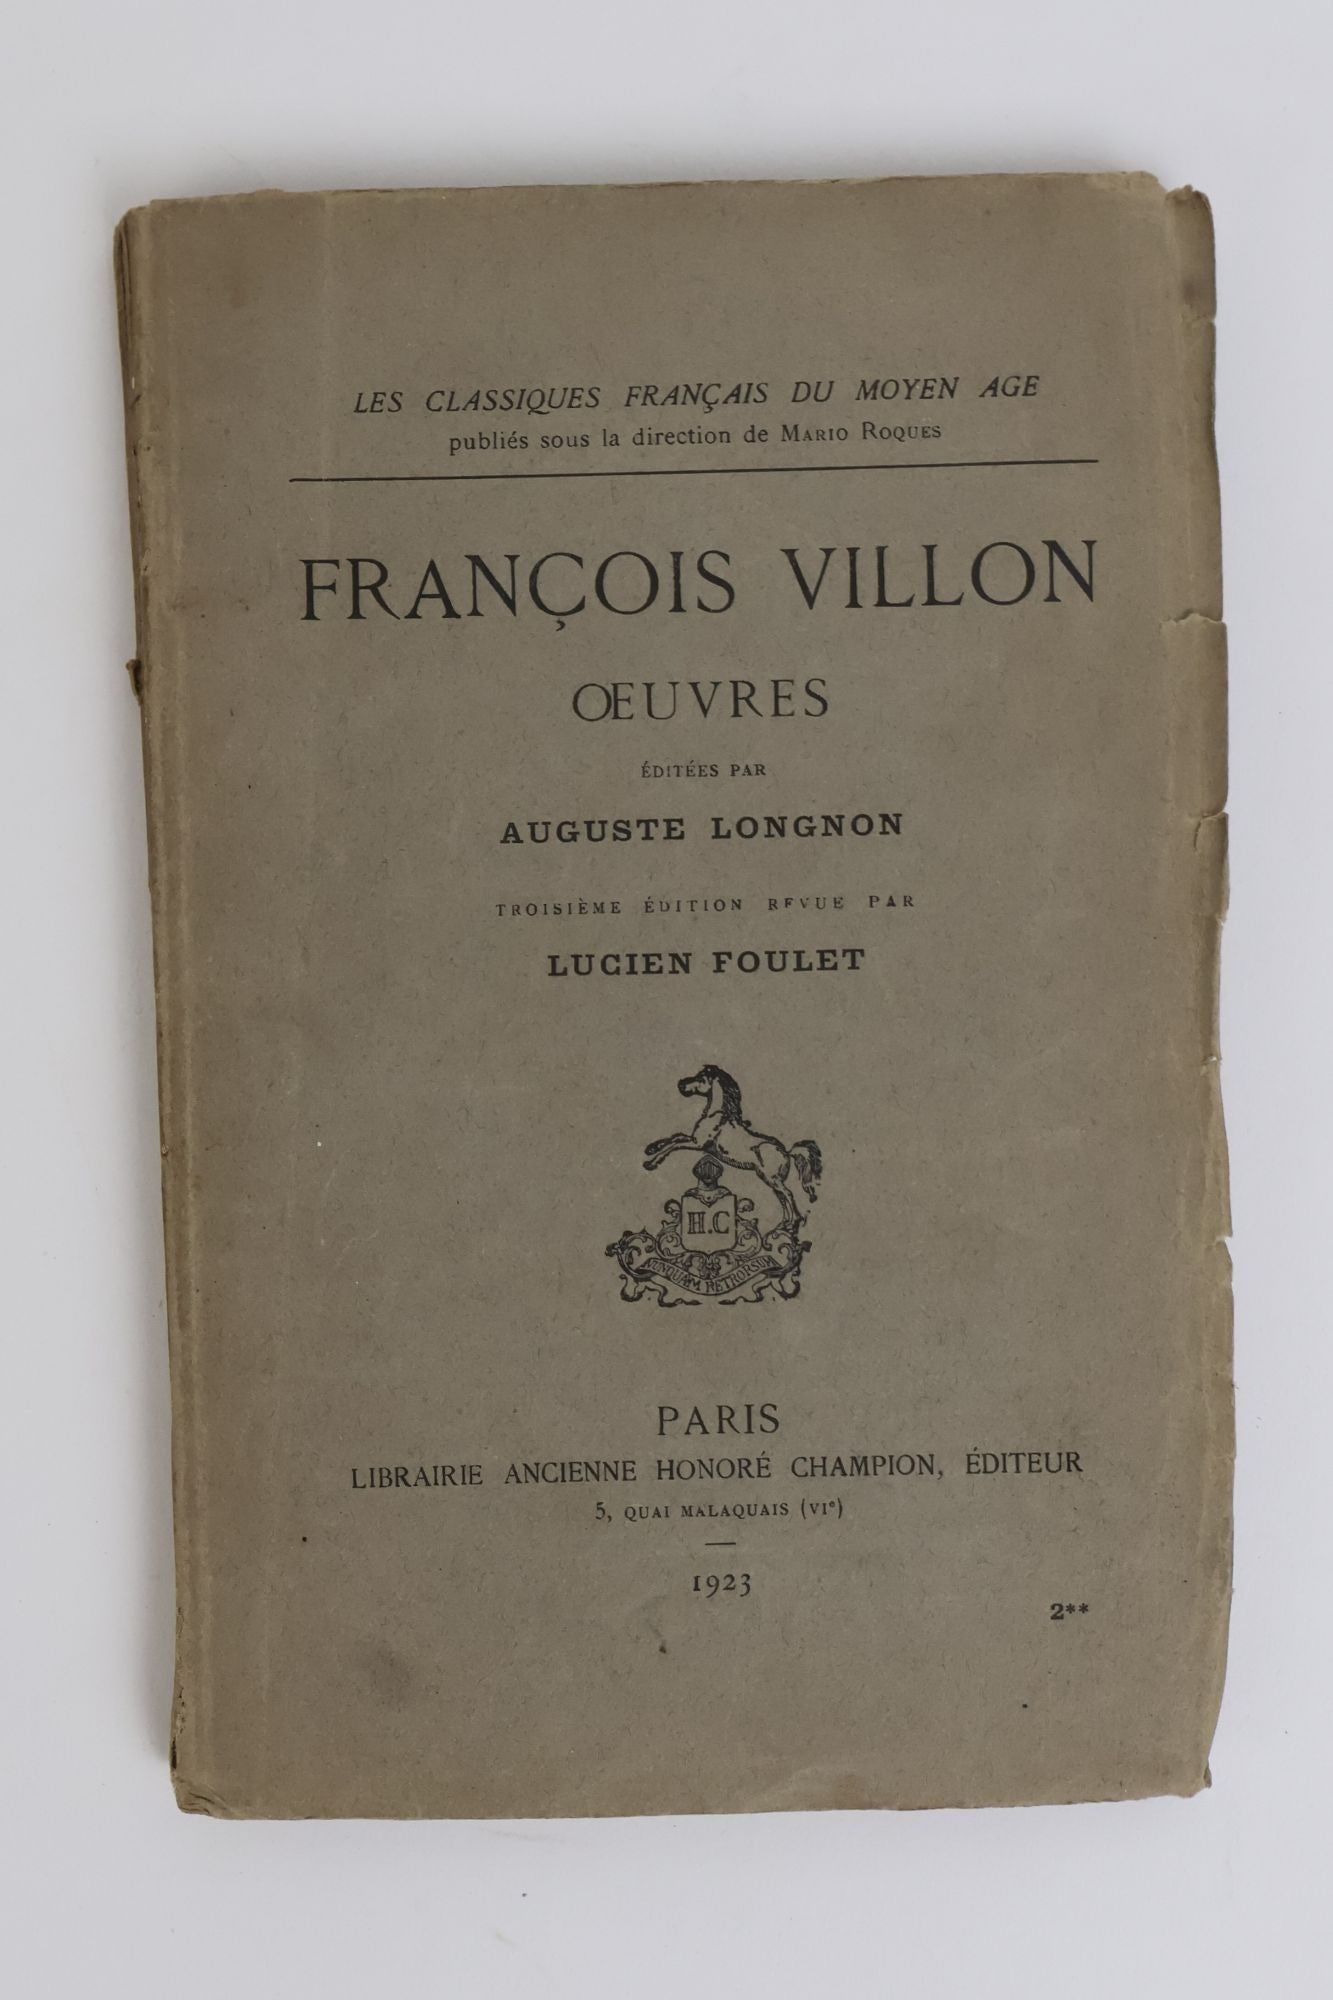 LES CLASSIQUES FRANÇAIS DU MOYEN AGE
publiés sous la direction de MARIO ROQUES
FRANÇOIS VILLON
ŒUVRES
ÉDITÉES PAR
AUGUSTE LONGNON
TROISIÈME ÉDITION REVUE PAR
LUCIEN FOULET
H.C
NUNQUAM RETRORSUM
PARIS
LIBRAIRIE ANCIENNE HONORÉ CHAMPION, ÉDITEUR
5, QUAI MALAQUAIS (VIe)
1923
2**